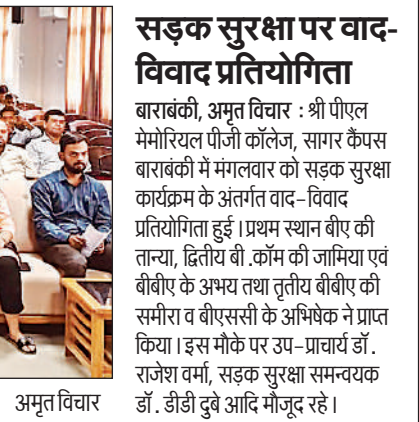 सड़क सुरक्षा पर वाद-
विवाद प्रतियोगिता
बाराबंकी, अमृत विचार : श्री पीएल
मेमोरियल पीजी कॉलेज, सागर कैंपस
बाराबंकी में मंगलवार को सड़क सुरक्षा
कार्यक्रम के अंतर्गत वाद-विवाद
प्रतियोगिता हुई । प्रथम स्थान बीए की
तान्या, द्वितीय बी .कॉम की जामिया एवं
बीबीए के अभय तथा तृतीय बीबीए की
समीरा व बीएससी के अभिषेक ने प्राप्त
किया । इस मौके पर उप-प्राचार्य डॉ .
राजेश वर्मा, सड़क सुरक्षा समन्वयक
डॉ . डीडी दुबे आदि मौजूद रहे ।
अमृत विचार